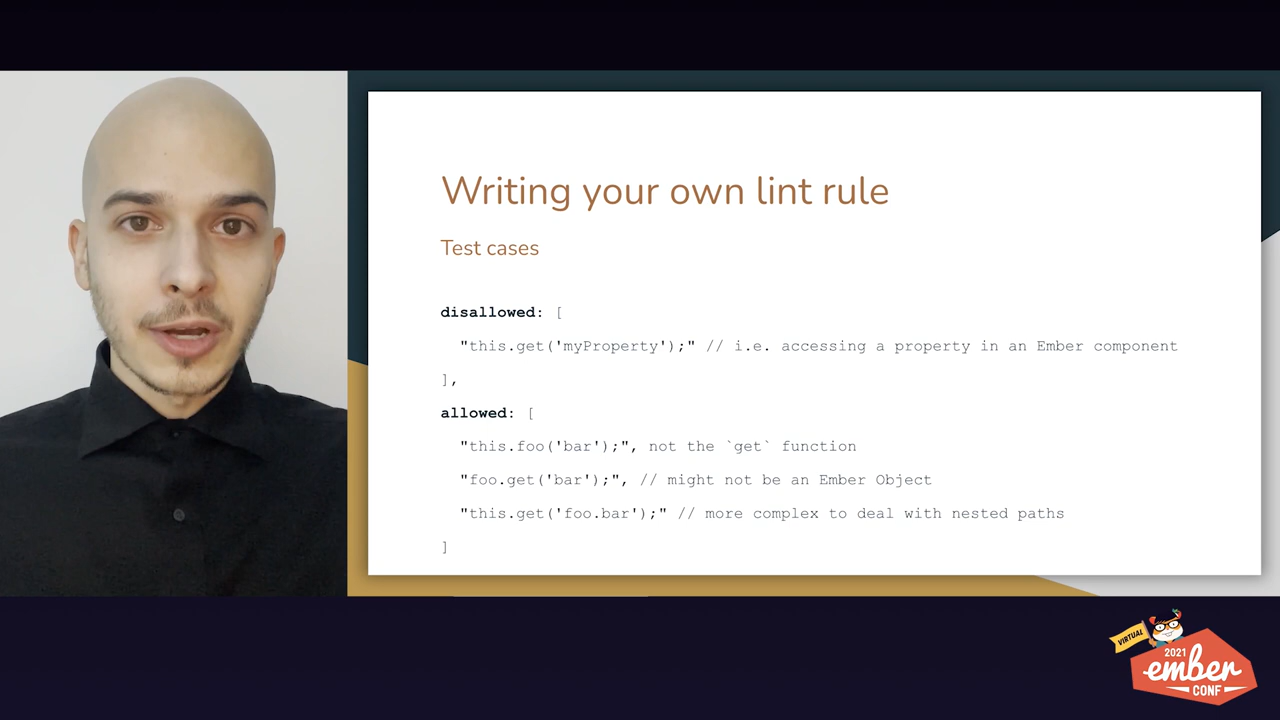 Writing your own lint rule
Test cases
disallowed: [
"this.get('myProperty');" // i.e. accessing a property in an Ember component
],
allowed: [
"this.foo('bar');", not the `get` function
"foo.get('bar');", // might not be an Ember Object
"this.get('foo.bar');" // more complex to deal with nested paths
]
VIRTUAL
2021
ember
CONF